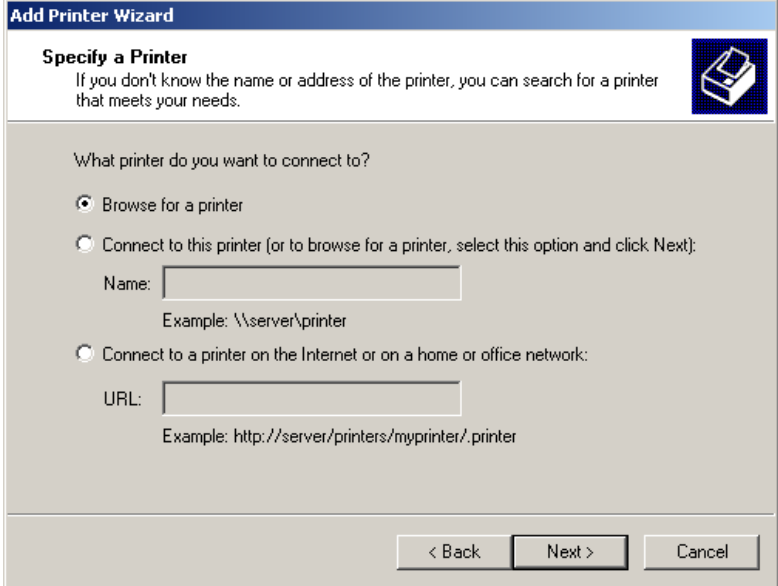 Add Printer Wizard
Specify a Printer
If you don't know the name or address of the printer, you can search for a printer
that meets your needs.
What printer do you want to connect to?
Browse for a printer
Connect to this printer (or to browse for a printer, select this option and click Next):
Name:
Example: \\server\printer
Connect to a printer on the Internet or on a home or office network:
URL:
Example: http://server/printers/myprinter/.printer
< Back Next > Cancel